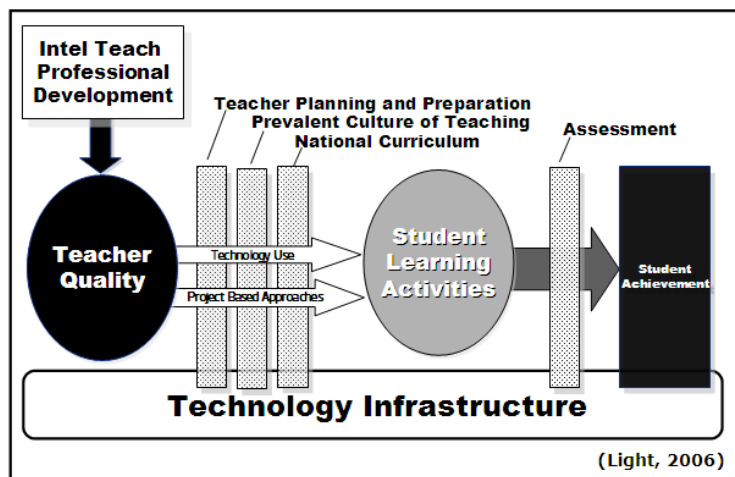 Intel Teach
Professional
Development
Teacher Planning and Preparation
Prevalent Culture of Teaching
National Curriculum
Assessment
Teacher
Quality
Technology Use
Project Based Approaches
Student
Learning
Activities
Student
Achievement
Technology Infrastructure
(Light, 2006)